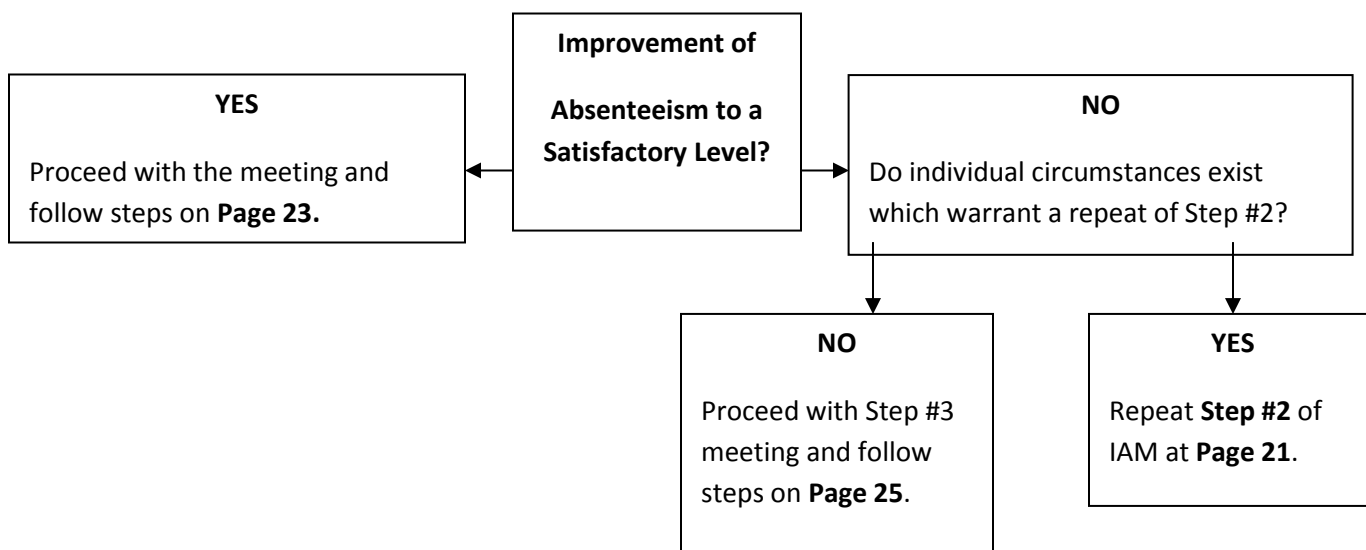 Improvement of
Absenteeism to a
Satisfactory Level?
YES
Proceed with the meeting and
follow steps on Page 23.
NO
Do individual circumstances exist
which warrant a repeat of Step #2?
NO
Proceed with Step #3
meeting and follow
steps on Page 25.
YES
Repeat Step #2 of
IAM at Page 21.